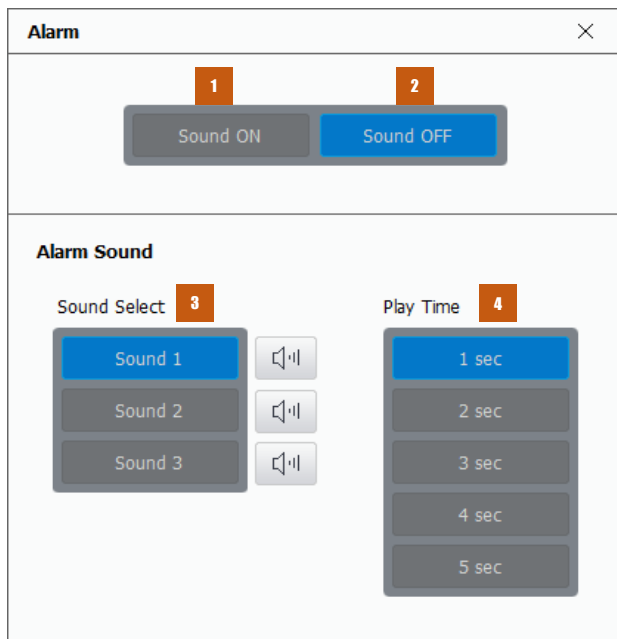 Alarm
1
2
Sound ON
Sound OFF
Alarm Sound
Sound Select
3
Play Time
4
Sound 1
1 sec
Sound 2
2 sec
Sound 3
3 sec
4 sec
5 sec